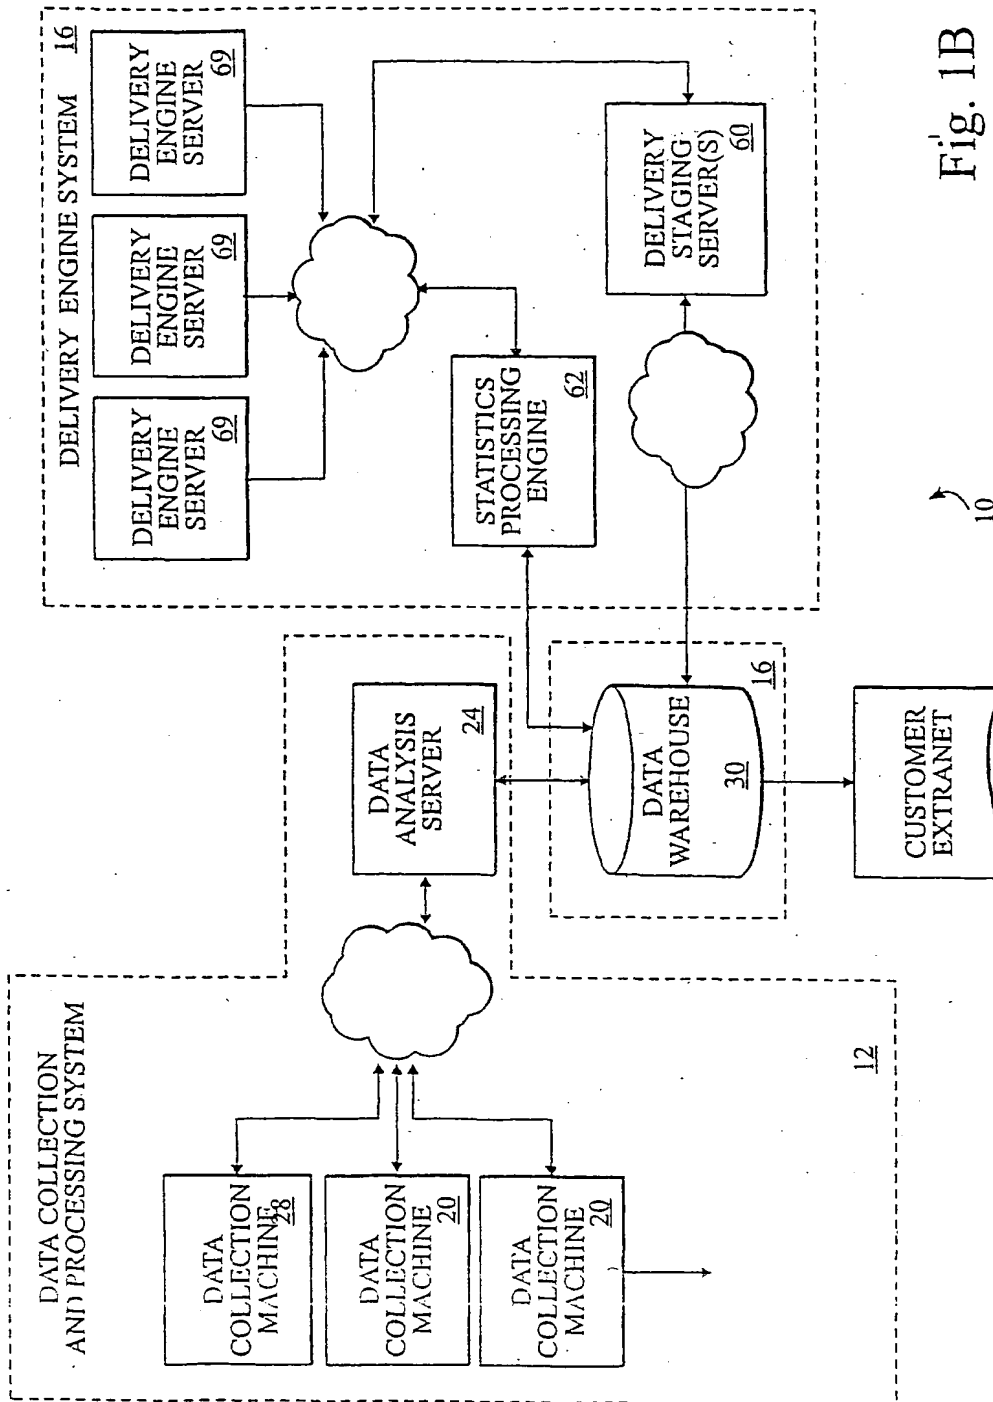 DATA COLLECTION
AND PROCESSING SYSTEM
DATA
COLLECTION
MACHINE
28
DATA
COLLECTION
MACHINE
20
DATA
COLLECTION
MACHINE
20
12
DATA
ANALYSIS
SERVER
24
DATA
WAREHOUSE
30
16
CUSTOMER
EXTRANET
DELIVERY ENGINE SYSTEM
16
DELIVERY
ENGINE
SERVER
69
DELIVERY
ENGINE
SERVER
69
DELIVERY
ENGINE
SERVER
69
STATISTICS
PROCESSING
ENGINE
62
DELIVERY
STAGING
SERVER(S)
60
10
Fig. 1B